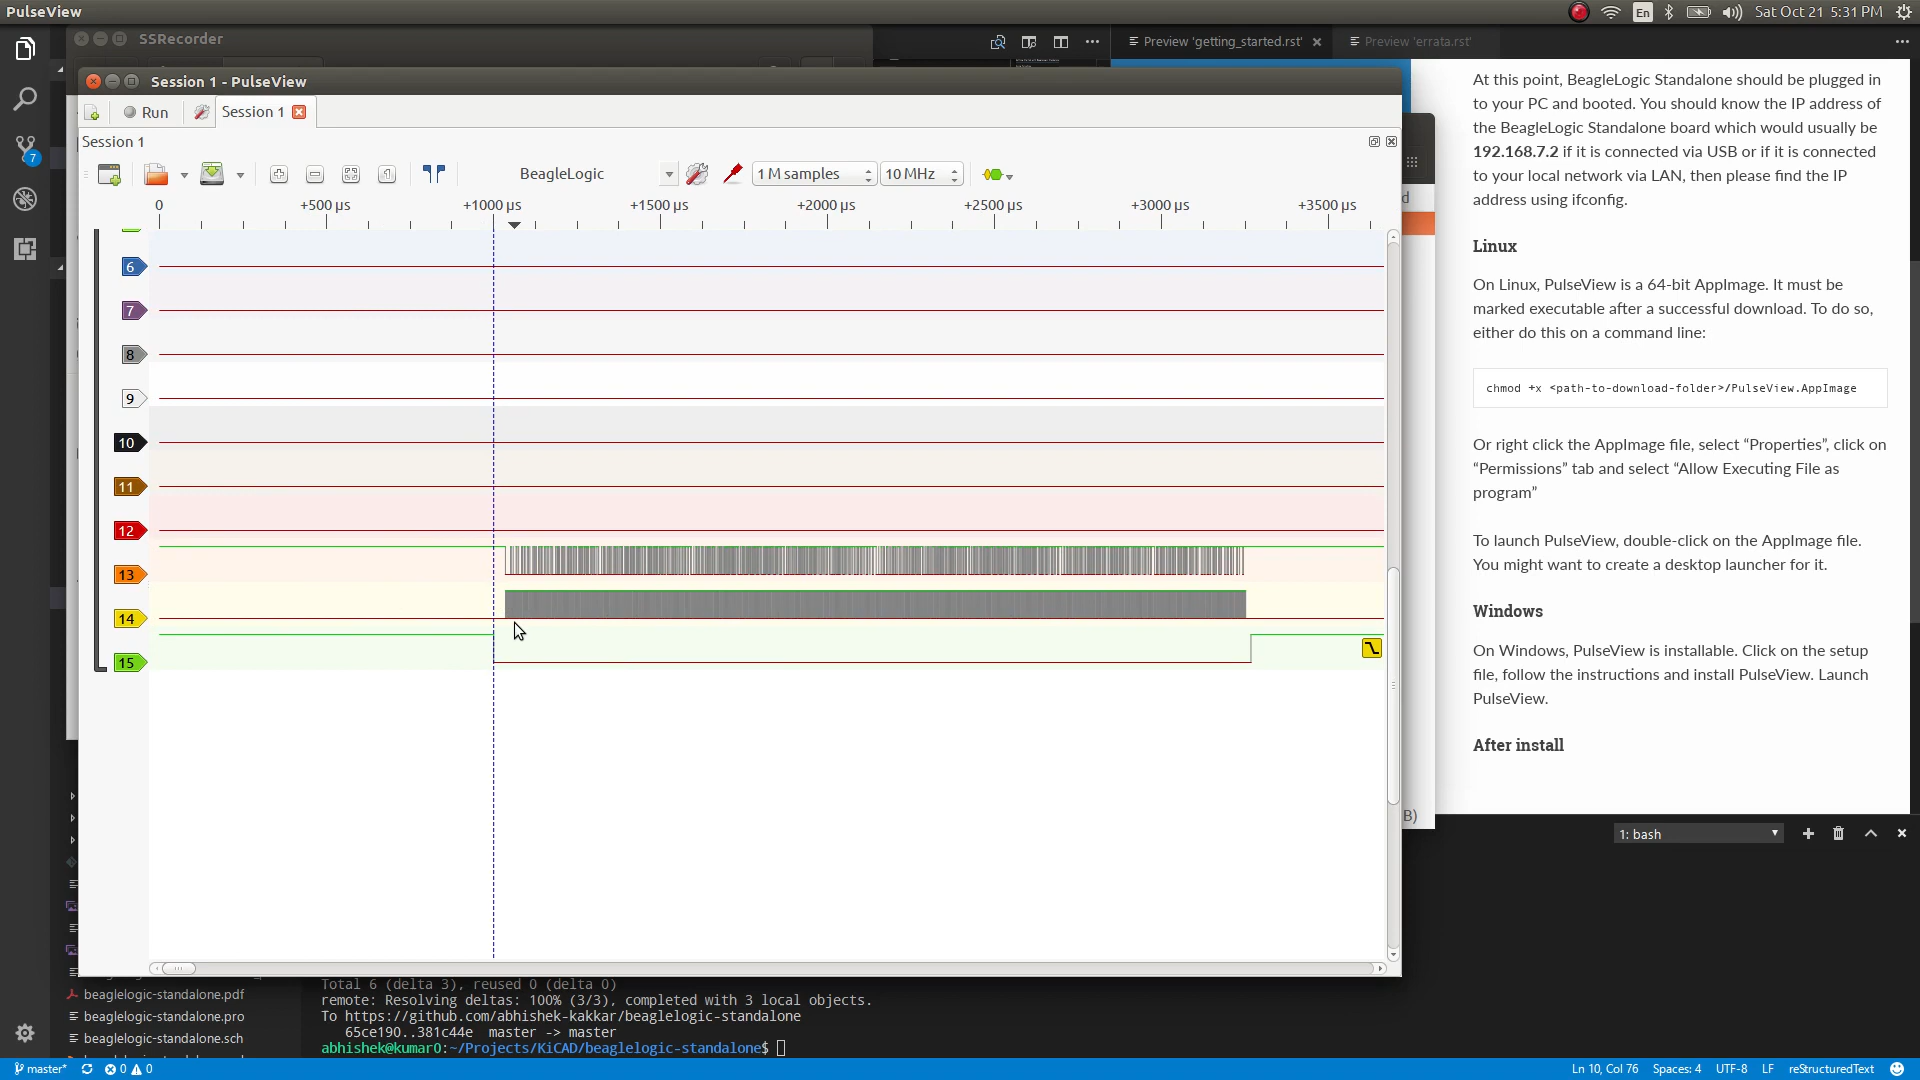 PulseView
En
Sat Oct 21 5:31 PM
SSRecorder
Preview 'getting_started.rst'
Preview 'errata.rst'
Session 1 - PulseView
Run
Session 1
Session 1
BeagleLogic
1 M samples
10 MHz
0
+500 µs
+1000 µs
+1500 µs
+2000 µs
+2500 µs
+3000 µs
+3500 µs
6
7
8
9
10
11
12
13
14
15
7
d
B)
At this point, BeagleLogic Standalone should be plugged in
to your PC and booted. You should know the IP address of
the BeagleLogic Standalone board which would usually be
192.168.7.2 if it is connected via USB or if it is connected
to your local network via LAN, then please find the IP
address using ifconfig.
Linux
On Linux, PulseView is a 64-bit AppImage. It must be
marked executable after a successful download. To do so,
either do this on a command line:
chmod +x <path-to-download-folder>/PulseView.AppImage
Or right click the AppImage file, select “Properties”, click on
“Permissions” tab and select “Allow Executing File as
program”
To launch PulseView, double-click on the AppImage file.
You might want to create a desktop launcher for it.
Windows
On Windows, PulseView is installable. Click on the setup
file, follow the instructions and install PulseView. Launch
PulseView.
After install
1: bash
beaglelogic-standalone.pdf
beaglelogic-standalone.pro
beaglelogic-standalone.sch
Total 6 (delta 3), reused 0 (delta 0)
remote: Resolving deltas: 100% (3/3), completed with 3 local objects.
To https://github.com/abhishek-kakkar/beaglelogic-standalone
65ce190..381c44e master -> master
abhishek@kumar0:~/Projects/KiCAD/beaglelogic-standalone$
master*
0
0
Ln 10, Col 76
Spaces: 4
UTF-8
LF
reStructuredText